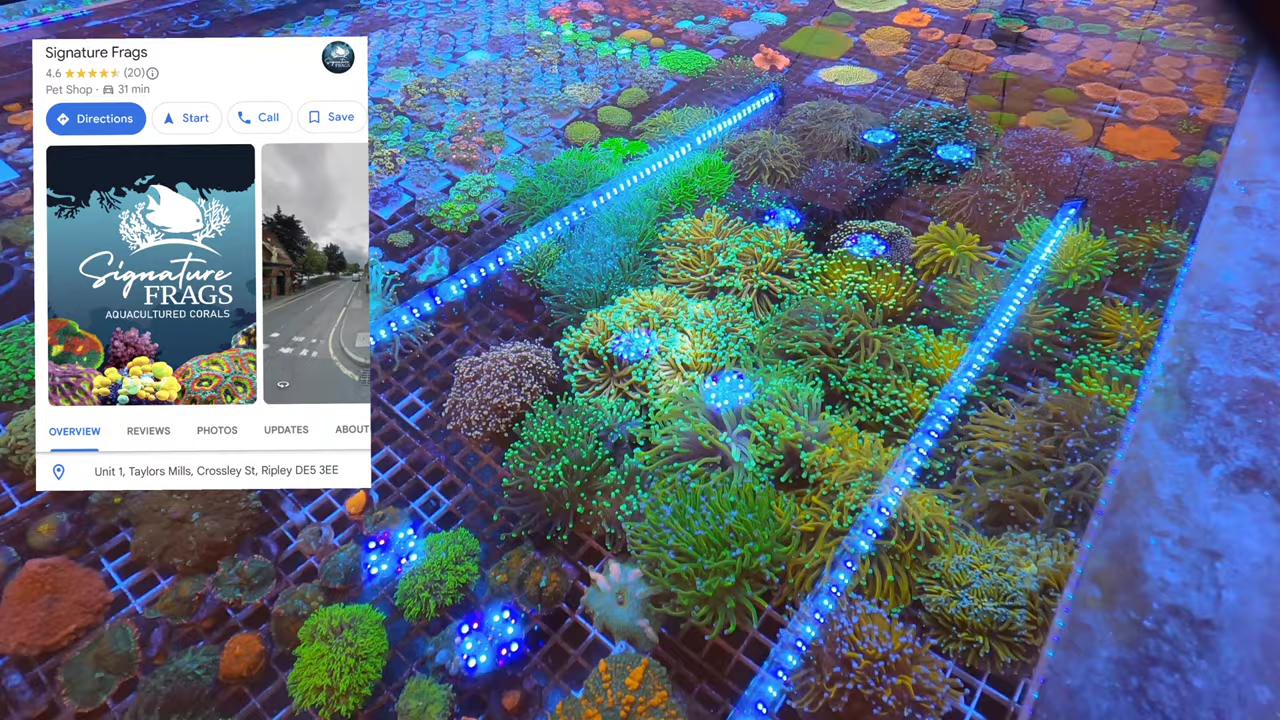 Signature Frags
4.6 (20)
Pet Shop · 31 min
Directions Start Call Save
Signature
FRAGS
AQUACULTURED CORALS
OVERVIEW REVIEWS PHOTOS UPDATES ABOUT
Unit 1, Taylors Mills, Crossley St, Ripley DE5 3EE